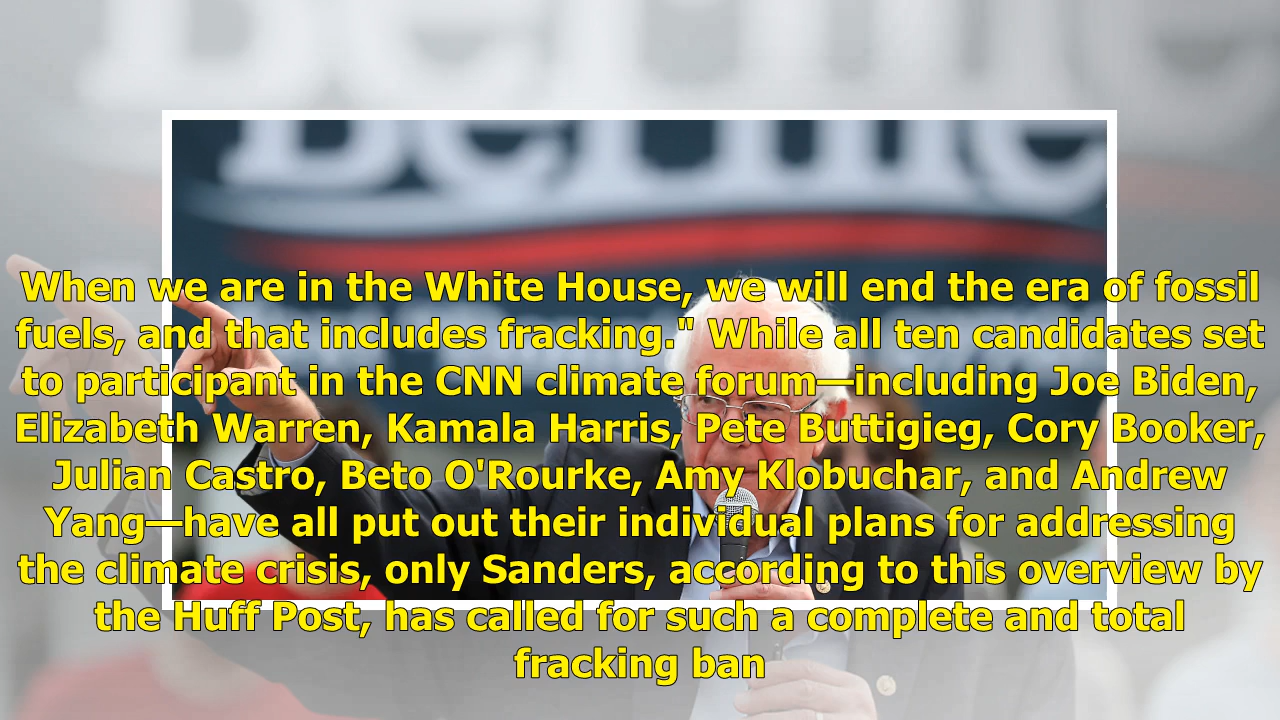 Bernie
When we are in the White House, we will end the era of fossil
fuels, and that includes fracking." While all ten candidates set
to participant in the CNN climate forum—including Joe Biden,
Elizabeth Warren, Kamala Harris, Pete Buttigieg, Cory Booker,
Julian Castro, Beto O'Rourke, Amy Klobuchar, and Andrew
Yang—have all put out their individual plans for addressing
the climate crisis, only Sanders, according to this overview by
the Huff Post, has called for such a complete and total
fracking ban